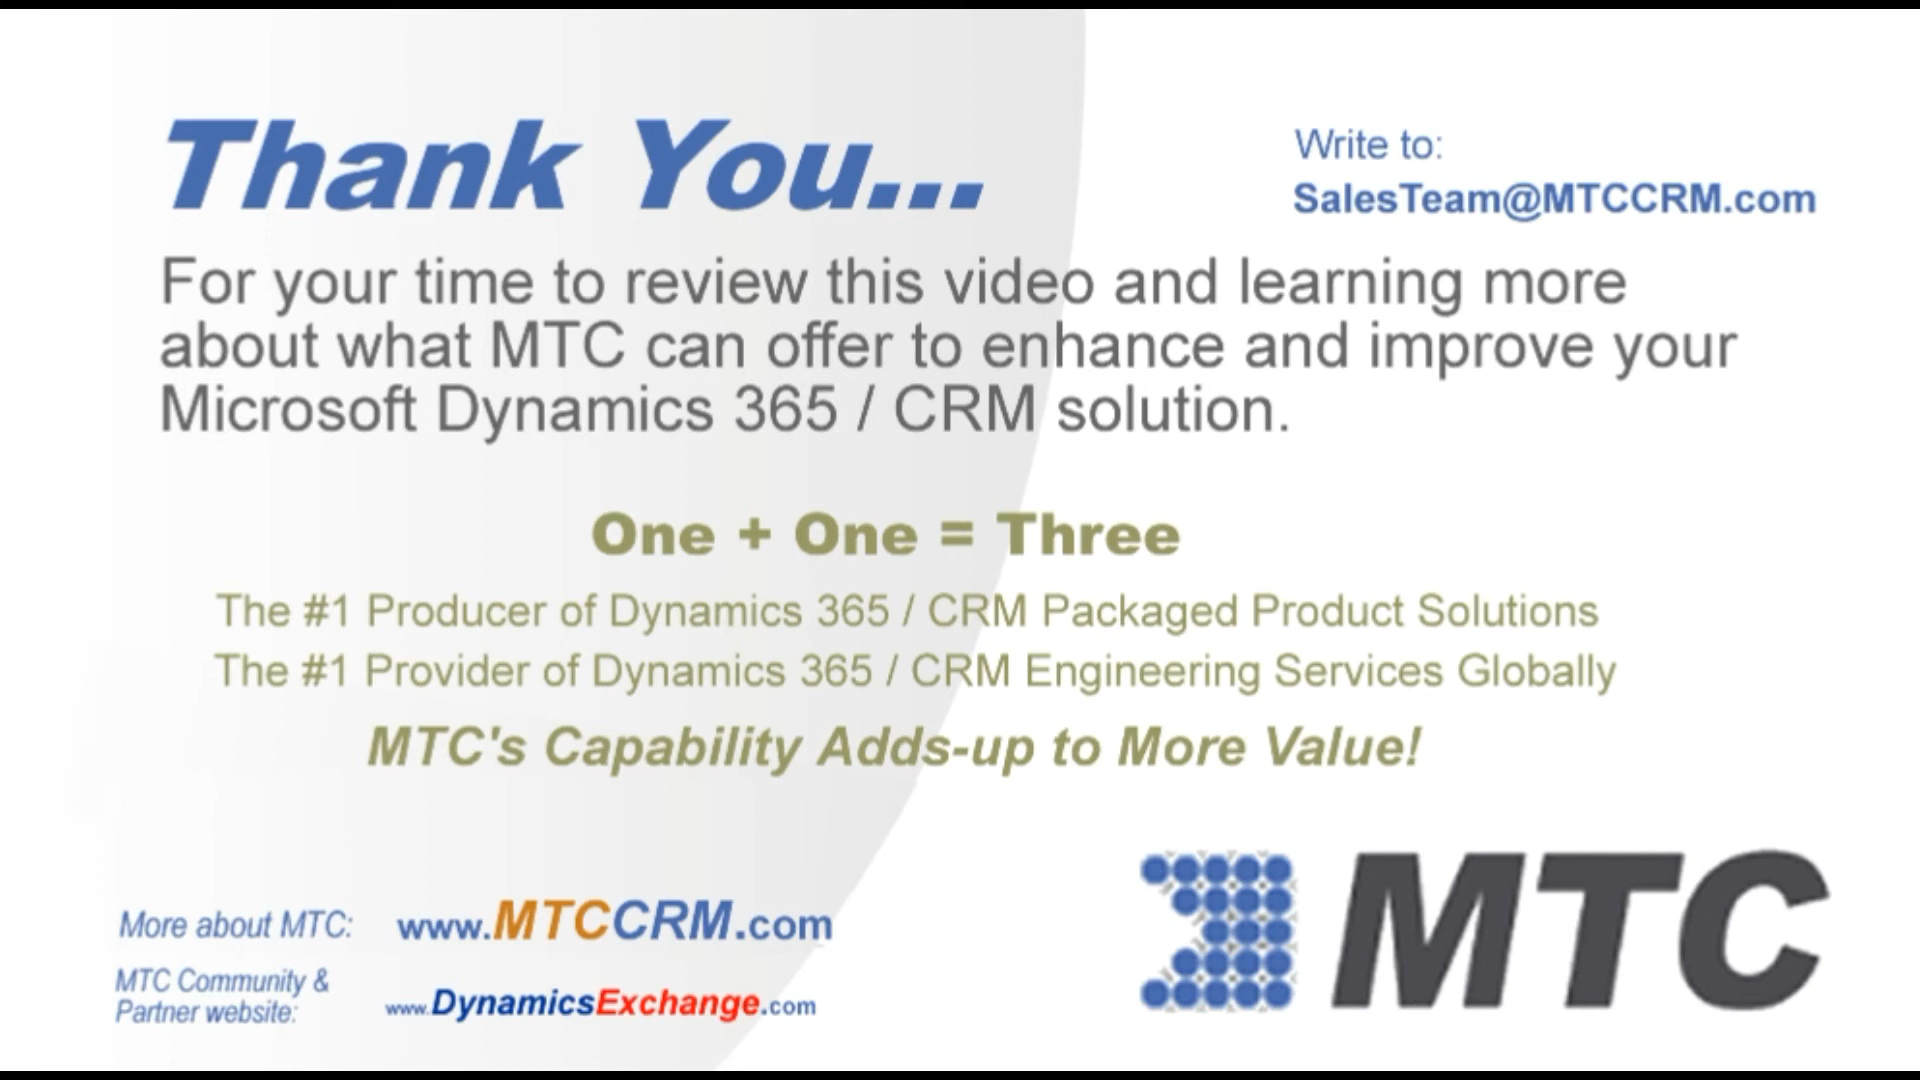 Thank You...
Write to:
SalesTeam@MTCCRM.com
For your time to review this video and learning more
about what MTC can offer to enhance and improve your
Microsoft Dynamics 365 / CRM solution.
One + One = Three
The #1 Producer of Dynamics 365 / CRM Packaged Product Solutions
The #1 Provider of Dynamics 365 / CRM Engineering Services Globally
MTC's Capability Adds-up to More Value!
More about MTC: www.MTCCRM.com
MTC Community &
Partner website: www.DynamicsExchange.com
MTC